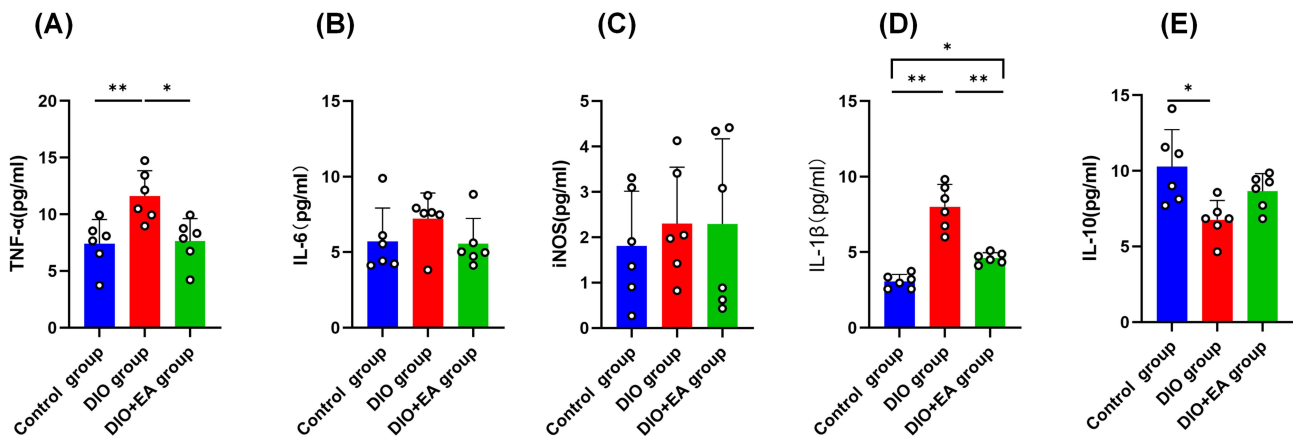 (A)
**
*
TNF-α(pg/ml)
20
15
10
5
0
Control group
DIO group
DIO+EA group
(B)
IL-6（pg/ml）
15
10
5
0
Control group
DIO group
DIO+EA group
(C)
iNOS(pg/ml)
5
4
3
2
1
0
Control group
DIO group
DIO+EA group
(D)
*
**
**
IL-1β（pg/ml）
15
10
5
0
Control group
DIO group
DIO+EA group
(E)
*
IL-10(pg/ml)
15
10
5
0
Control group
DIO group
DIO+EA group